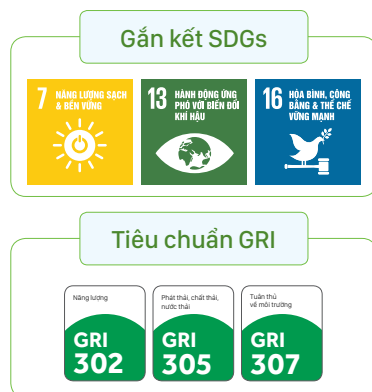 Gắn kết SDGs
7 NĂNG LƯỢNG SẠCH
& BỀN VỮNG
13 HÀNH ĐỘNG ỨNG
PHÓ VỚI BIẾN ĐỔI
KHÍ HẬU
16 HÒA BÌNH, CÔNG
BẰNG & THỂ CHẾ
VỮNG MẠNH
Tiêu chuẩn GRI
Năng lượng
GRI
302
Phát thải, chất thải,
nước thải
GRI
305
Tuân thủ
về môi trường
GRI
307